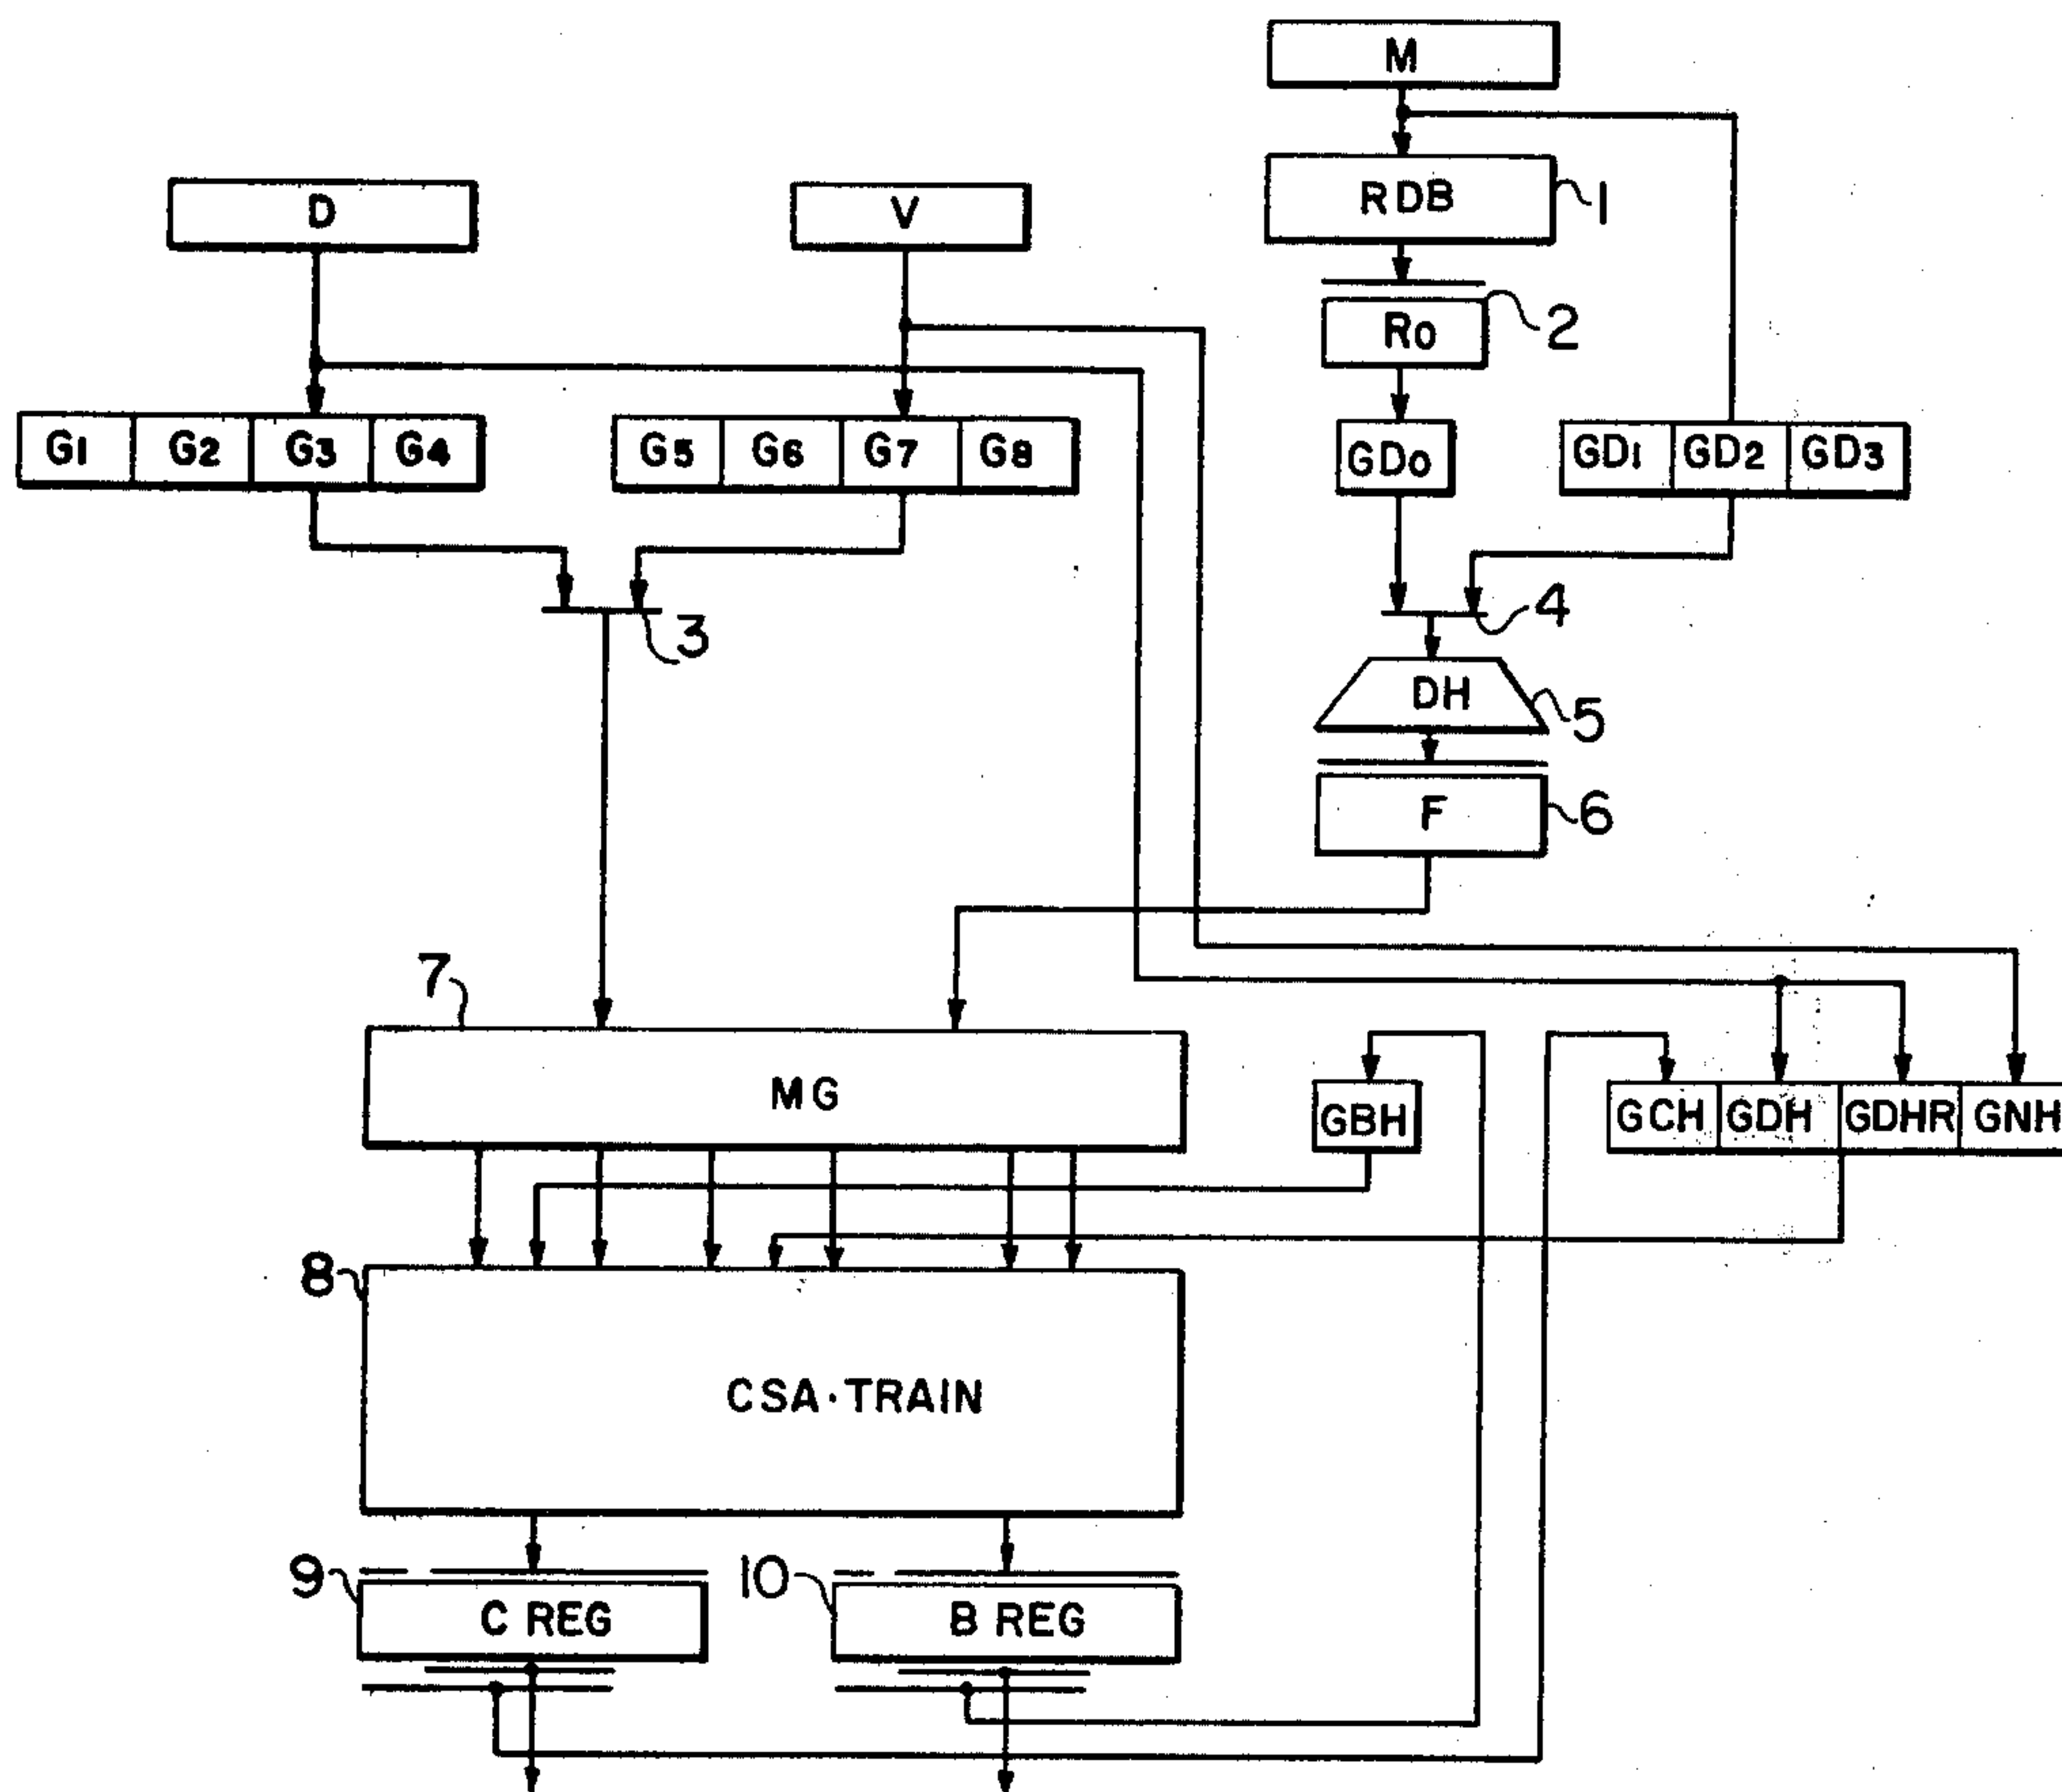 M
RDB
1
D
V
2
Ro
G1 G2 G3 G4
G5 G6 G7 G8
GDo
GD1 GD2 GD3
3
4
DH
5
F
6
7
MG
GBH
GCH GDH GDHR GNH
8
CSA·TRAIN
9
C REG
10
B REG